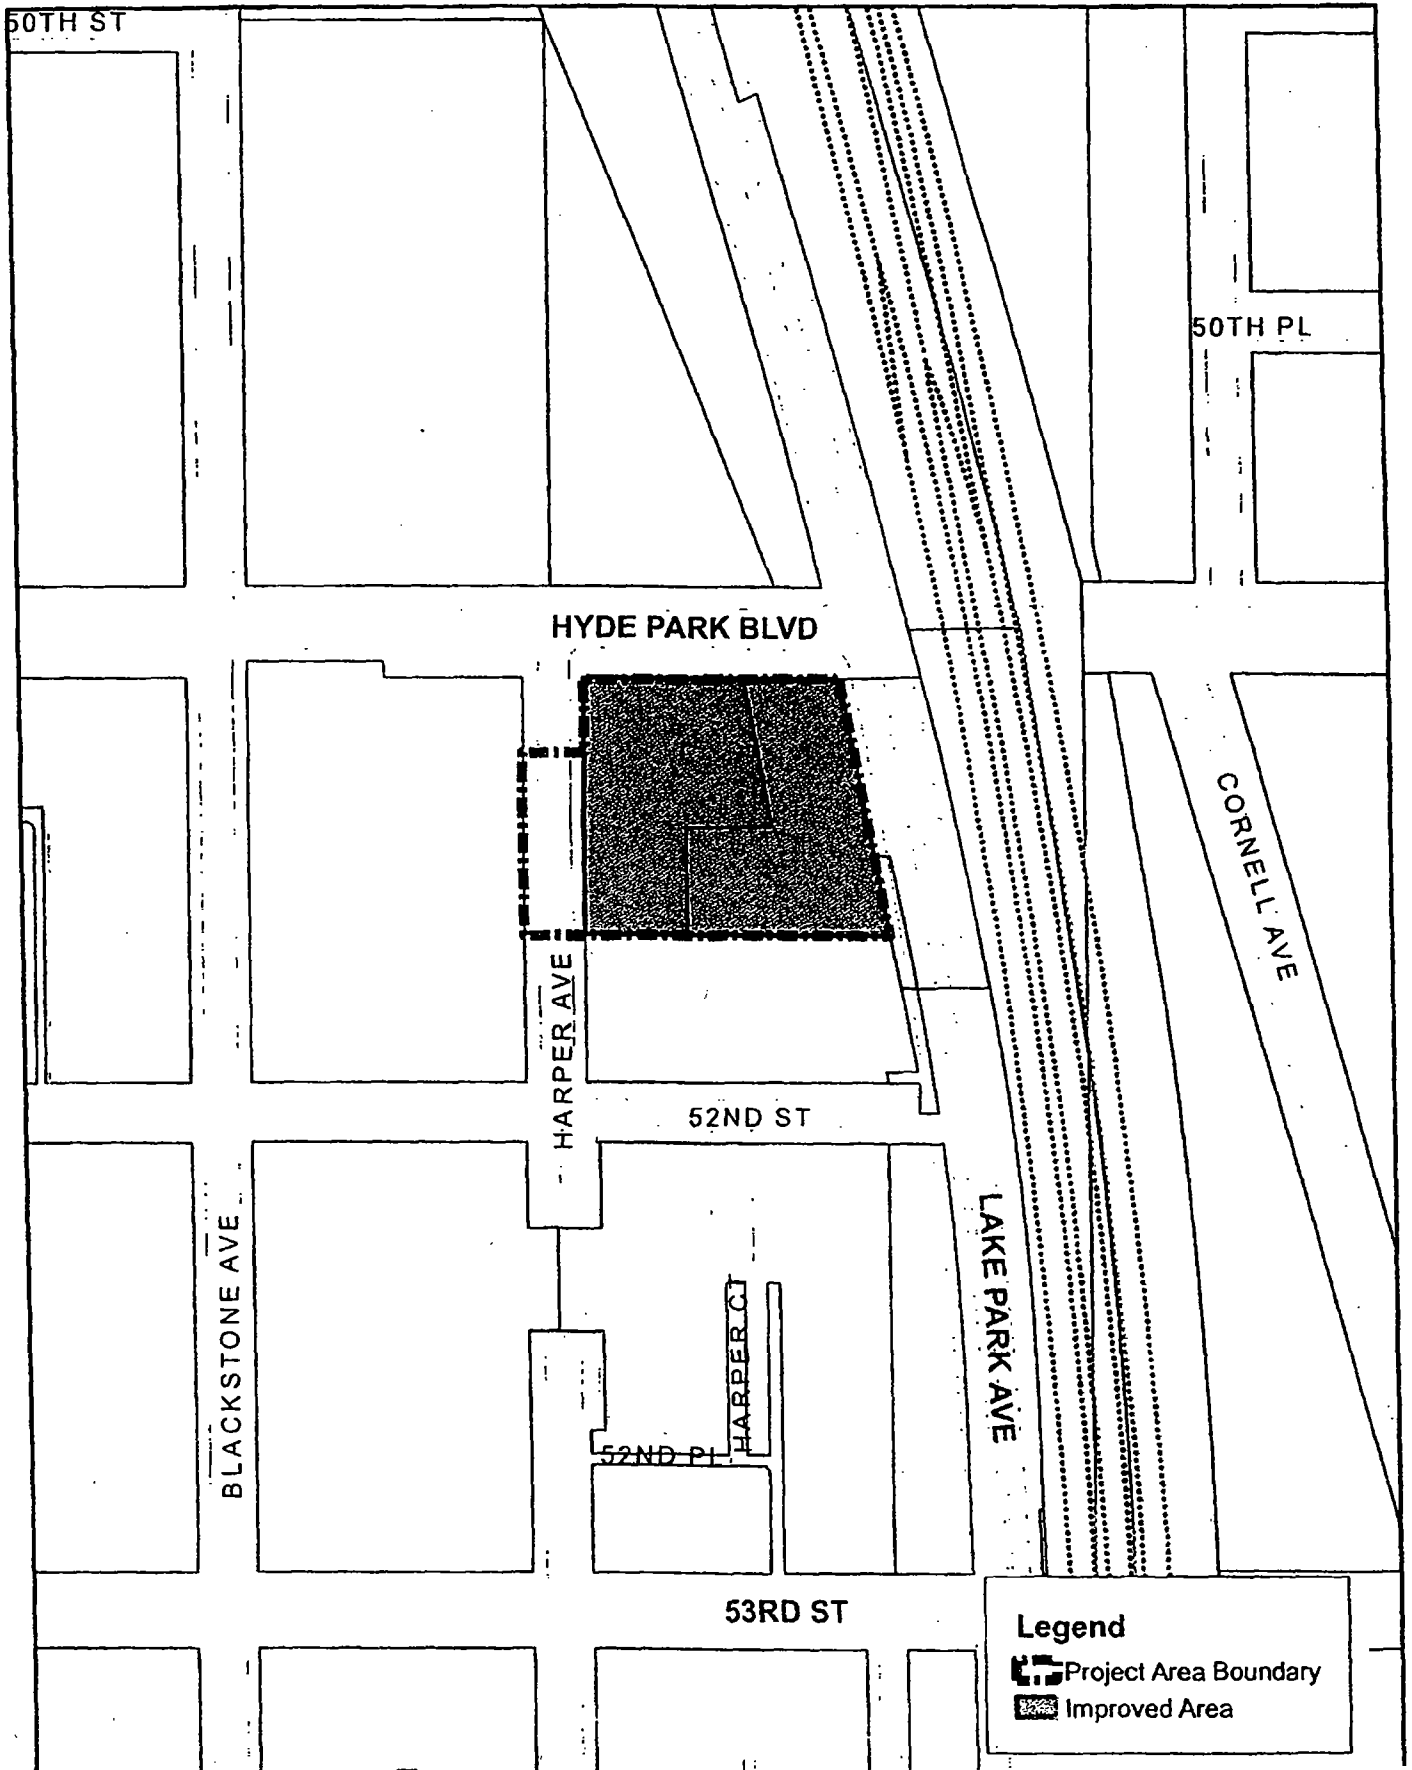 50TH ST
50TH PL
HYDE PARK BLVD
CORNELL AVE
HARPER AVE
52ND ST
BLACKSTONE AVE
LAKE PARK AVE
HARPER CT
52ND PL
53RD ST
Legend
Project Area Boundary
Improved Area